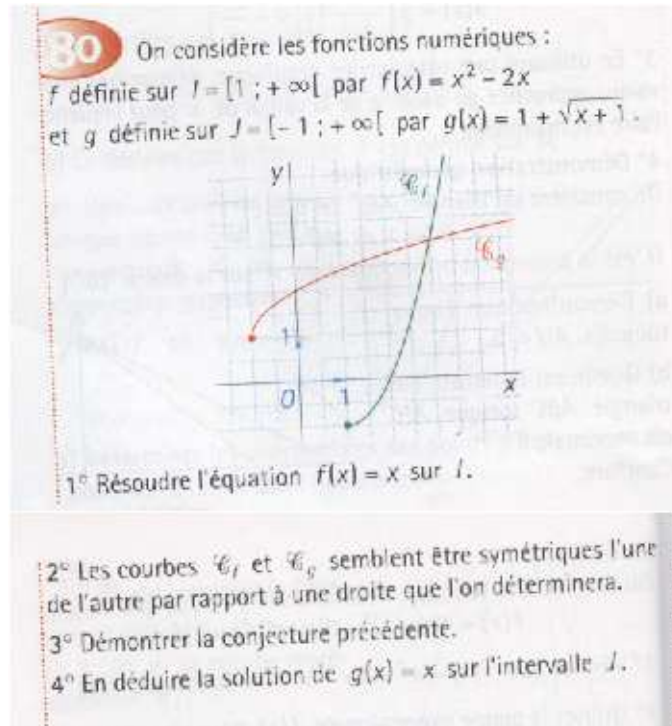 80 On considère les fonctions numériques :
f définie sur I = [1 ; + ∞[ par f(x) = x² − 2x
et g définie sur J = [− 1 ; + ∞[ par g(x) = 1 + √x + 1.
y
𝒞f
𝒞g
1
0 1 x
1° Résoudre l'équation f(x) = x sur I.
2° Les courbes 𝒞f et 𝒞g semblent être symétriques l'une
de l'autre par rapport à une droite que l'on déterminera.
3° Démontrer la conjecture précédente.
4° En déduire la solution de g(x) = x sur l'intervalle J.